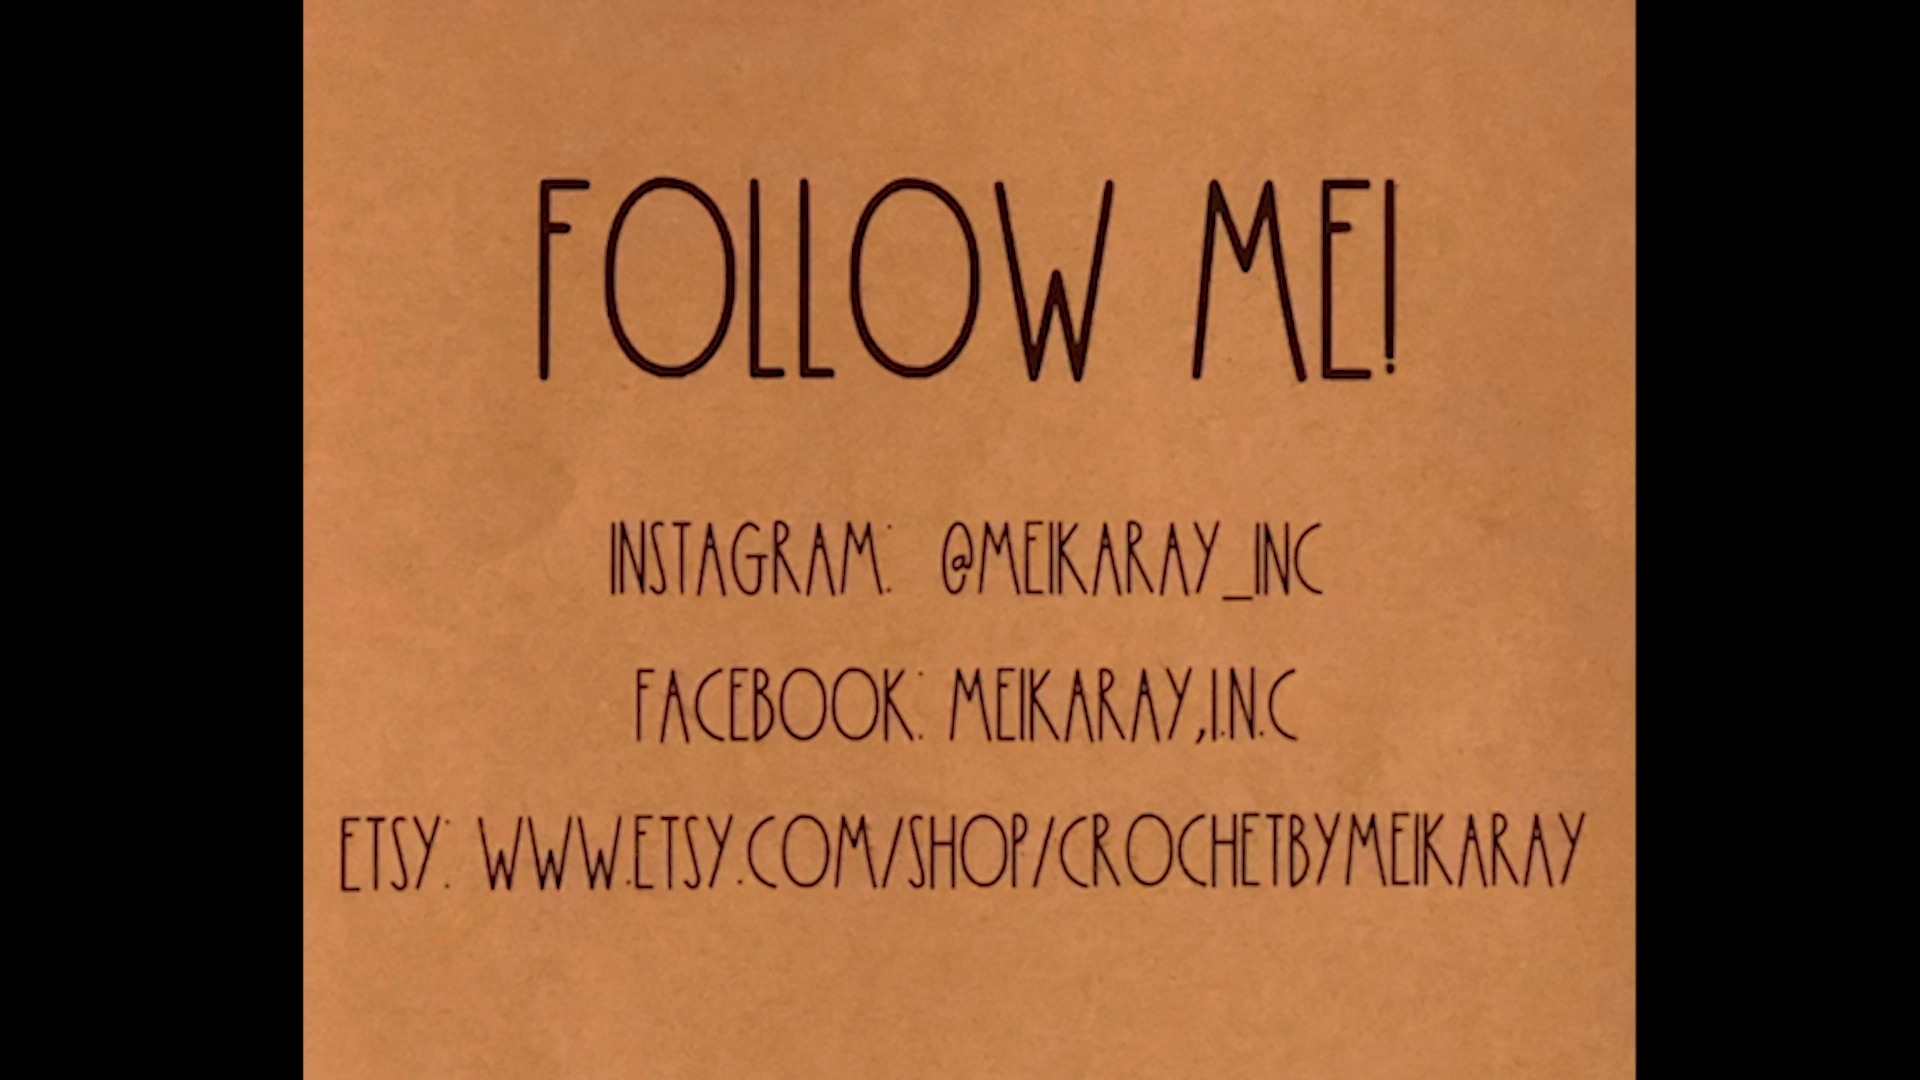 FOLLOW ME!
INSTAGRAM: @MEIKARAY_INC
FACEBOOK: MEIKARAY,I.N.C
ETSY: WWW.ETSY.COM/SHOP/CROCHETBYMEIKARAY